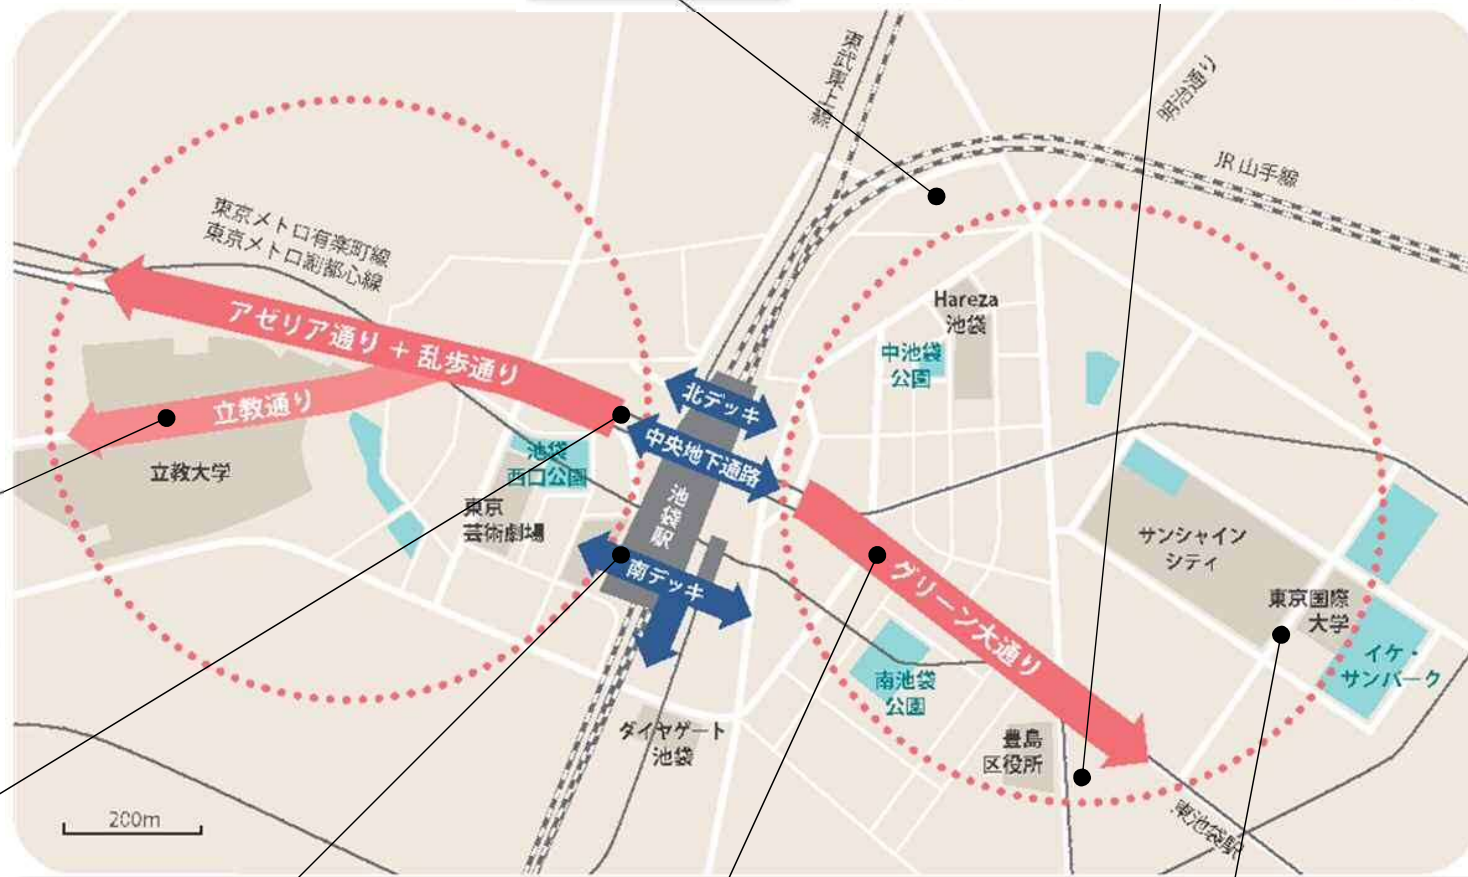 東武東上線
明治通り
JR 山手線
東京メトロ有楽町線
東京メトロ副都心線
Hareza
池袋
中池袋
公園
アゼリア通り + 乱歩通り
立教通り
北デッキ
中央地下通路
池袋
西口公園
立教大学
東京
芸術劇場
池袋駅
南デッキ
サンシャイン
シティ
グリーン大通り
東京国際
大学
イケ・
サンパーク
南池袋
公園
ダイヤゲート
池袋
豊島
区役所
東池袋駅
200m